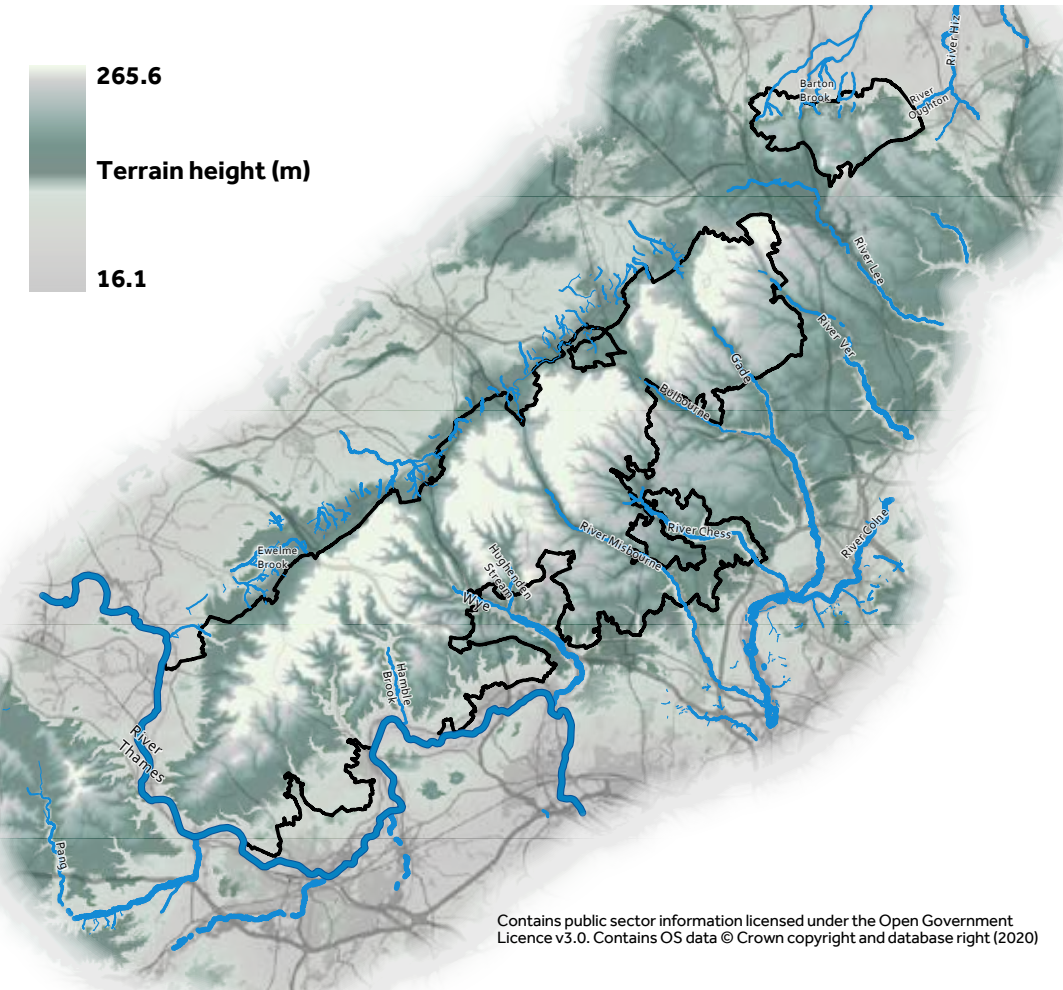 265.6
Terrain height (m)
16.1
River Hiz
Barton
Brook
River
Oughton
River Lee
River Ver
Gade
Bulbourne
River Colne
River Chess
River Misbourne
Hughenden
Stream
Wye
Ewelme
Brook
Hamble
Brook
River
Thames
Pang
Contains public sector information licensed under the Open Government
Licence v3.0. Contains OS data © Crown copyright and database right (2020)